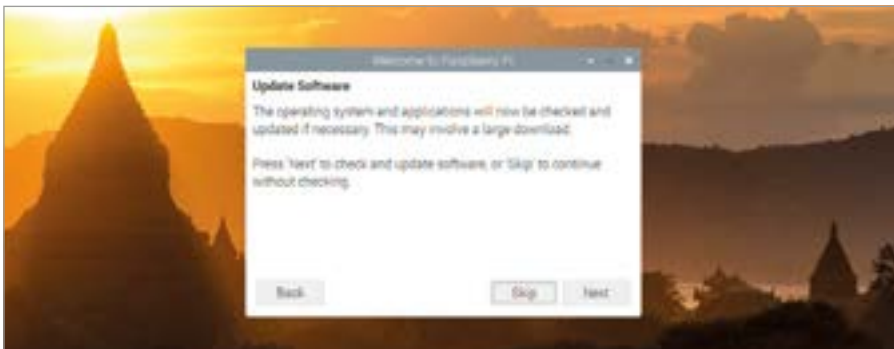 Welcome to Raspberry Pi
Update Software
The operating system and applications will now be checked and
updated if necessary. This may involve a large download.
Press 'Next' to check and update software, or 'Skip' to continue
without checking.
Back
Skip
Next